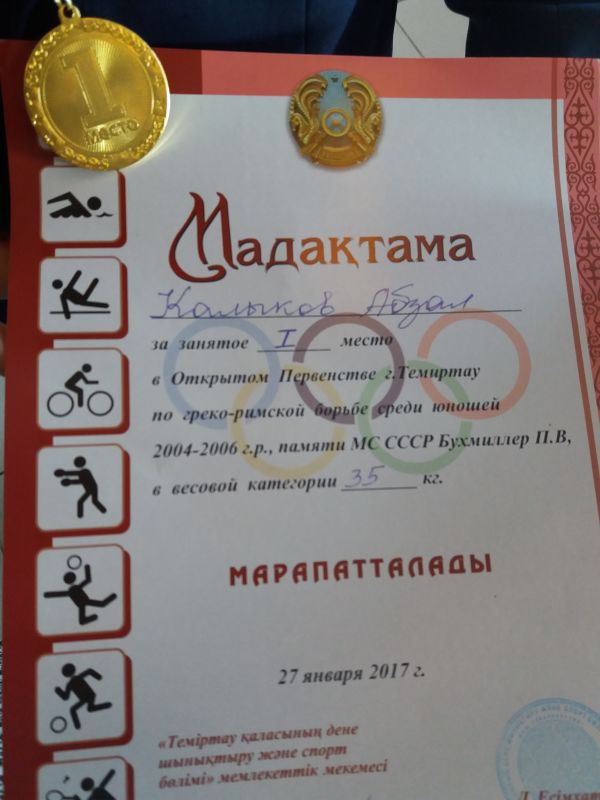 1
МЕСТО
Мадақтама
Калыков Абзал
за занятое I место
в Открытом Первенстве г.Темиртау
по греко-римской борьбе среди юношей
2004-2006 г.р., памяти МС СССР Бухмиллер П.В,
в весовой категории 35 кг.
МАРАПАТТАЛАДЫ
27 января 2017 г.
«Теміртау қаласының дене
шынықтыру және спорт
бөлімі» мемлекеттік мекемесі
Д. Есімхат